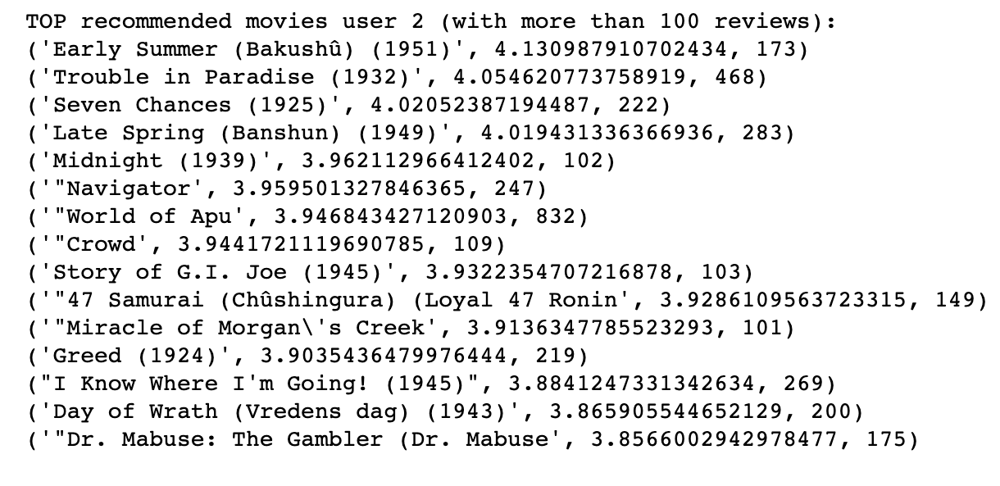 TOP recommended movies user 2 (with more than 100 reviews):
('Early Summer (Bakushû) (1951)', 4.130987910702434, 173)
('Trouble in Paradise (1932)', 4.054620773758919, 468)
('Seven Chances (1925)', 4.02052387194487, 222)
('Late Spring (Banshun) (1949)', 4.019431336366936, 283)
('Midnight (1939)', 3.962112966412402, 102)
('"Navigator', 3.959501327846365, 247)
('"World of Apu', 3.946843427120903, 832)
('"Crowd', 3.9441721119690785, 109)
('Story of G.I. Joe (1945)', 3.9322354707216878, 103)
('"47 Samurai (Chûshingura) (Loyal 47 Ronin', 3.9286109563723315, 149)
('"Miracle of Morgan\'s Creek', 3.9136347785523293, 101)
('Greed (1924)', 3.9035436479976444, 219)
("I Know Where I'm Going! (1945)", 3.8841247331342634, 269)
('Day of Wrath (Vredens dag) (1943)', 3.865905544652129, 200)
('"Dr. Mabuse: The Gambler (Dr. Mabuse', 3.8566002942978477, 175)